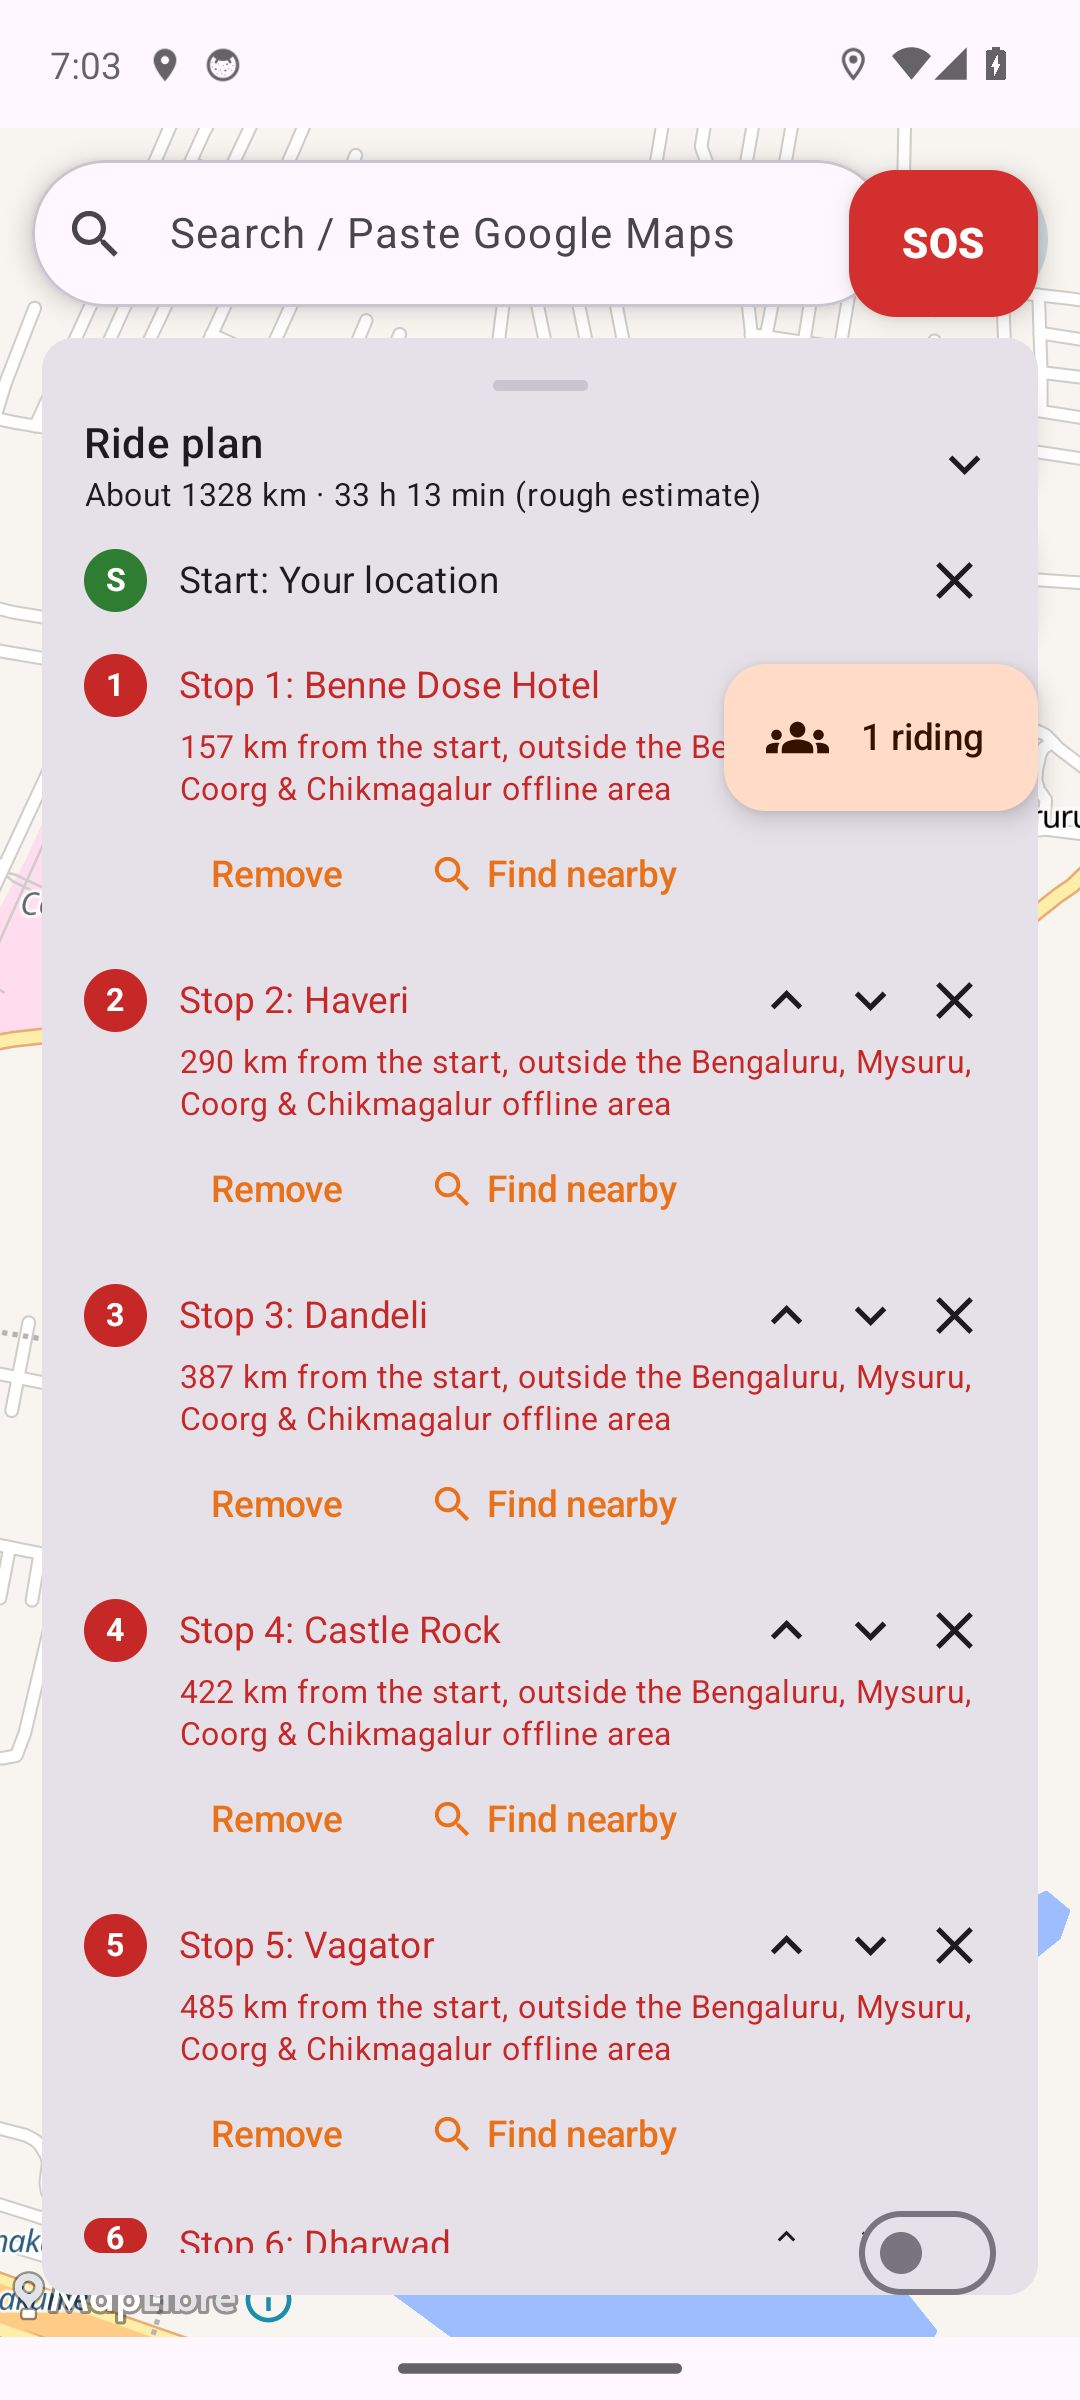 7:03
Search / Paste Google Maps
SOS
Ride plan
About 1328 km · 33 h 13 min (rough estimate)
S Start: Your location
1 Stop 1: Benne Dose Hotel
1 riding
157 km from the start, outside the Be
Coorg & Chikmagalur offline area
Remove Find nearby
2 Stop 2: Haveri
290 km from the start, outside the Bengaluru, Mysuru,
Coorg & Chikmagalur offline area
Remove Find nearby
3 Stop 3: Dandeli
387 km from the start, outside the Bengaluru, Mysuru,
Coorg & Chikmagalur offline area
Remove Find nearby
4 Stop 4: Castle Rock
422 km from the start, outside the Bengaluru, Mysuru,
Coorg & Chikmagalur offline area
Remove Find nearby
5 Stop 5: Vagator
485 km from the start, outside the Bengaluru, Mysuru,
Coorg & Chikmagalur offline area
Remove Find nearby
6 Stop 6: Dharwad
MapLibre